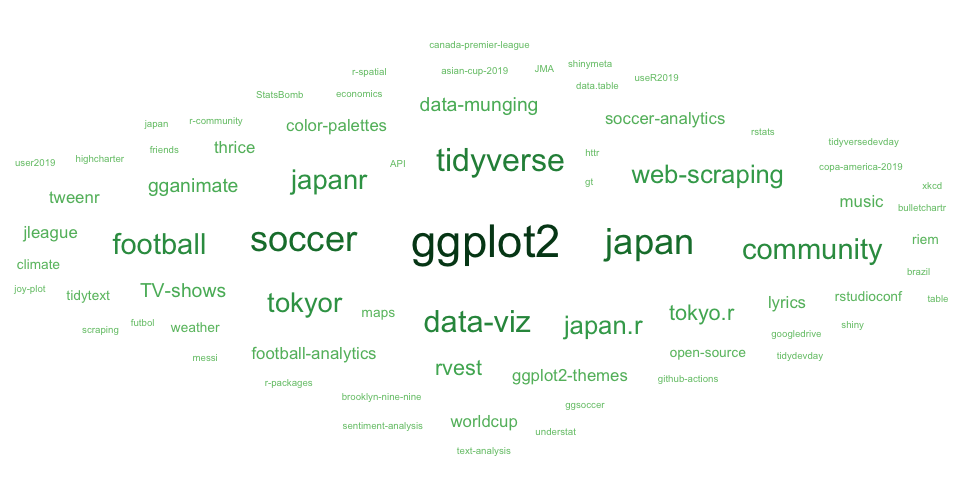 canada-premier-league
r-spatial
asian-cup-2019
JMA
shinymeta
StatsBomb
economics
data.table
useR2019
data-munging
japan
r-community
color-palettes
soccer-analytics
rstats
user2019
highcharter
friends
thrice
API
tidyverse
httr
tidyversedevday
copa-america-2019
tweenr
gganimate
japanr
gt
web-scraping
xkcd
music
bulletchartr
jleague
football
soccer
ggplot2
japan
community
riem
climate
brazil
joy-plot
tidytext
TV-shows
tokyor
maps
data-viz
japan.r
tokyo.r
lyrics
rstudioconf
table
scraping
futbol
weather
googledrive
shiny
messi
football-analytics
rvest
ggplot2-themes
open-source
tidydevday
r-packages
github-actions
brooklyn-nine-nine
ggsoccer
sentiment-analysis
worldcup
understat
text-analysis